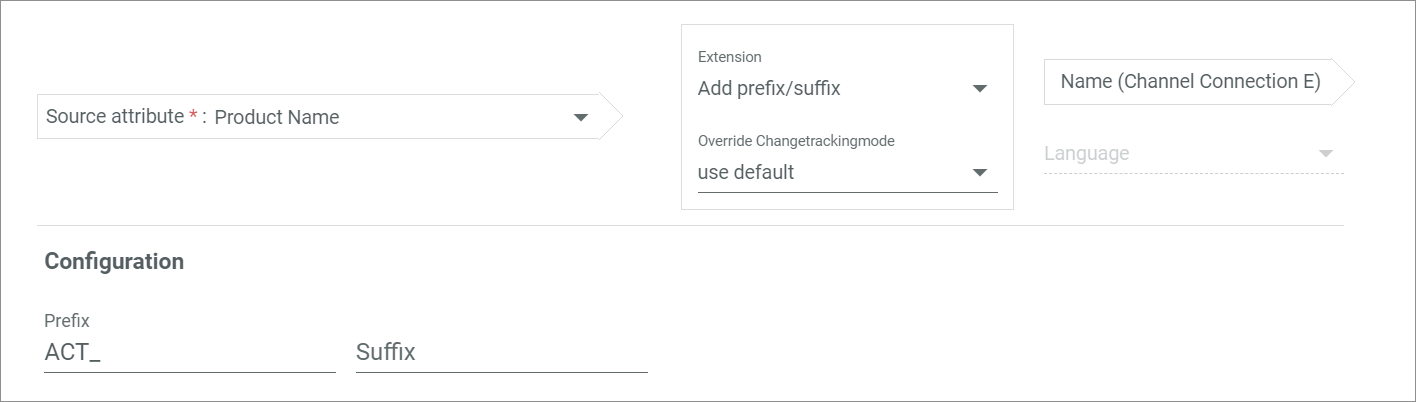 Source attribute * : Product Name
Extension
Add prefix/suffix
Override Changetrackingmode
use default
Name (Channel Connection E)
Language
Configuration
Prefix
ACT_
Suffix